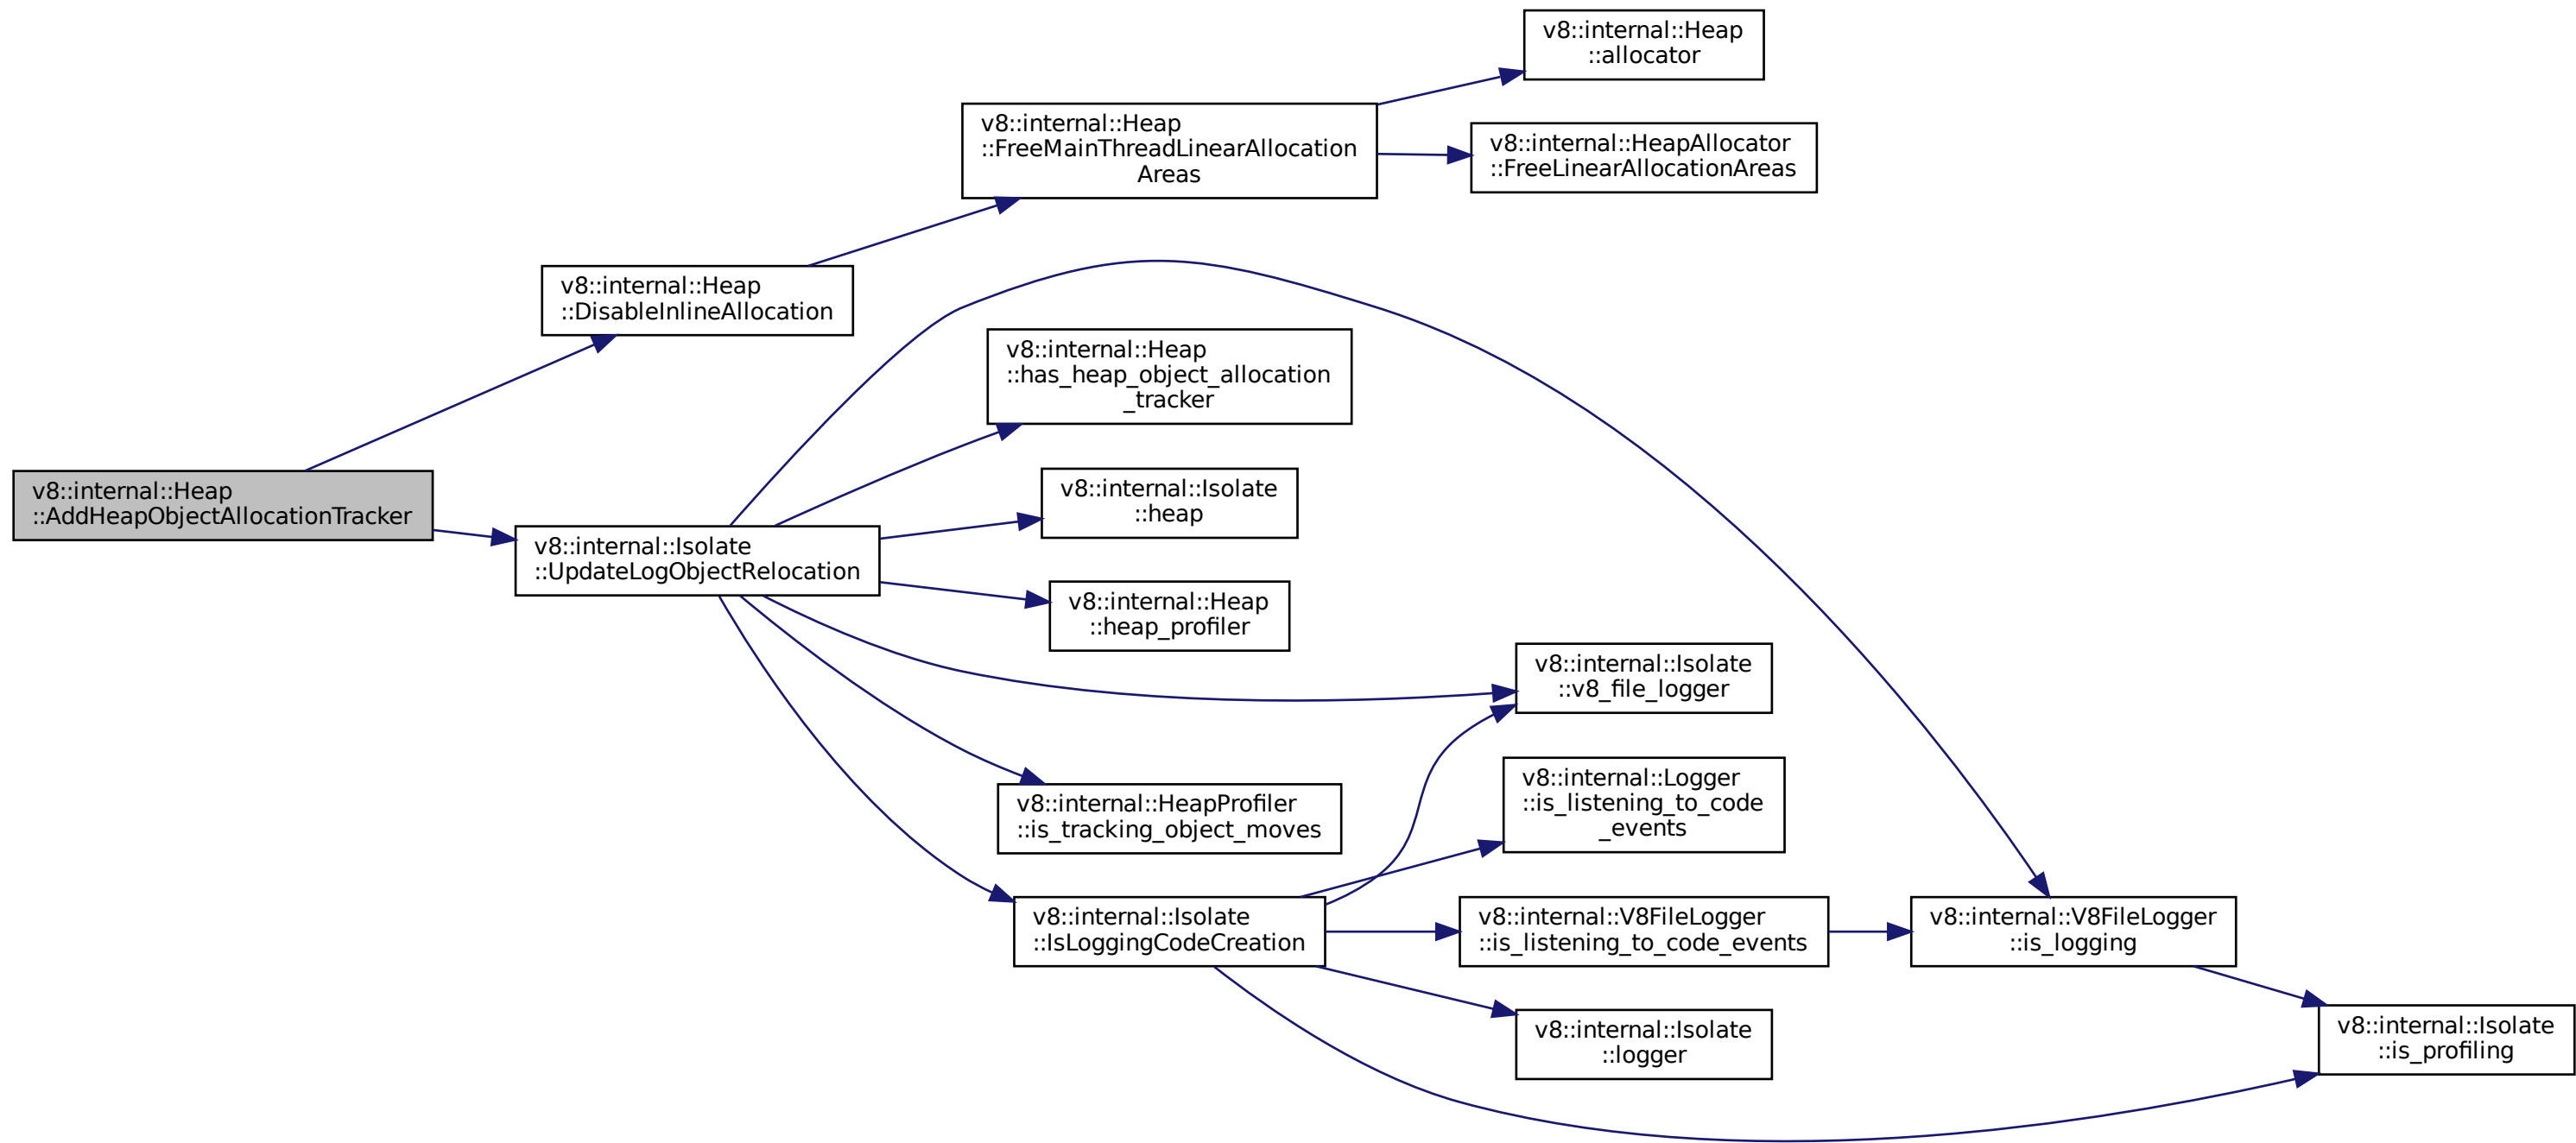 v8::internal::Heap
::AddHeapObjectAllocationTracker
v8::internal::Heap
::DisableInlineAllocation
v8::internal::Heap
::FreeMainThreadLinearAllocation
Areas
v8::internal::Heap
::allocator
v8::internal::HeapAllocator
::FreeLinearAllocationAreas
v8::internal::Isolate
::UpdateLogObjectRelocation
v8::internal::Heap
::has_heap_object_allocation
_tracker
v8::internal::Isolate
::heap
v8::internal::Heap
::heap_profiler
v8::internal::Isolate
::v8_file_logger
v8::internal::HeapProfiler
::is_tracking_object_moves
v8::internal::Isolate
::IsLoggingCodeCreation
v8::internal::Logger
::is_listening_to_code
_events
v8::internal::V8FileLogger
::is_listening_to_code_events
v8::internal::Isolate
::logger
v8::internal::V8FileLogger
::is_logging
v8::internal::Isolate
::is_profiling